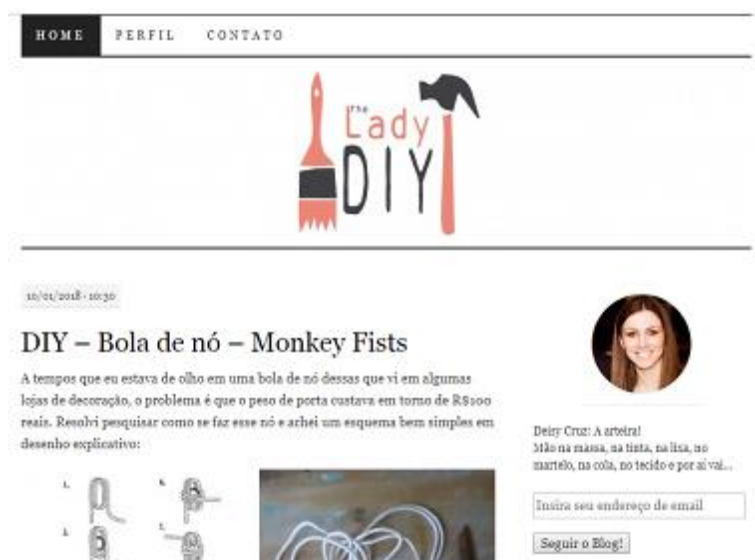 HOME PERFIL CONTATO
The
Lady
DIY
10/01/2018 · 10:30
DIY – Bola de nó – Monkey Fists
A tempos que eu estava de olho em uma bola de nó dessas que vi em algumas
lojas de decoração, o problema é que o peso de porta custava em torno de R$100
reais. Resolvi pesquisar como se faz esse nó e achei um esquema bem simples em
desenho explicativo:
Deisy Cruz: A arteira!
Mão na massa, na tinta, na lixa, no
martelo, na cola, no tecido e por aí vai...
Insira seu endereço de email
Seguir o Blog!